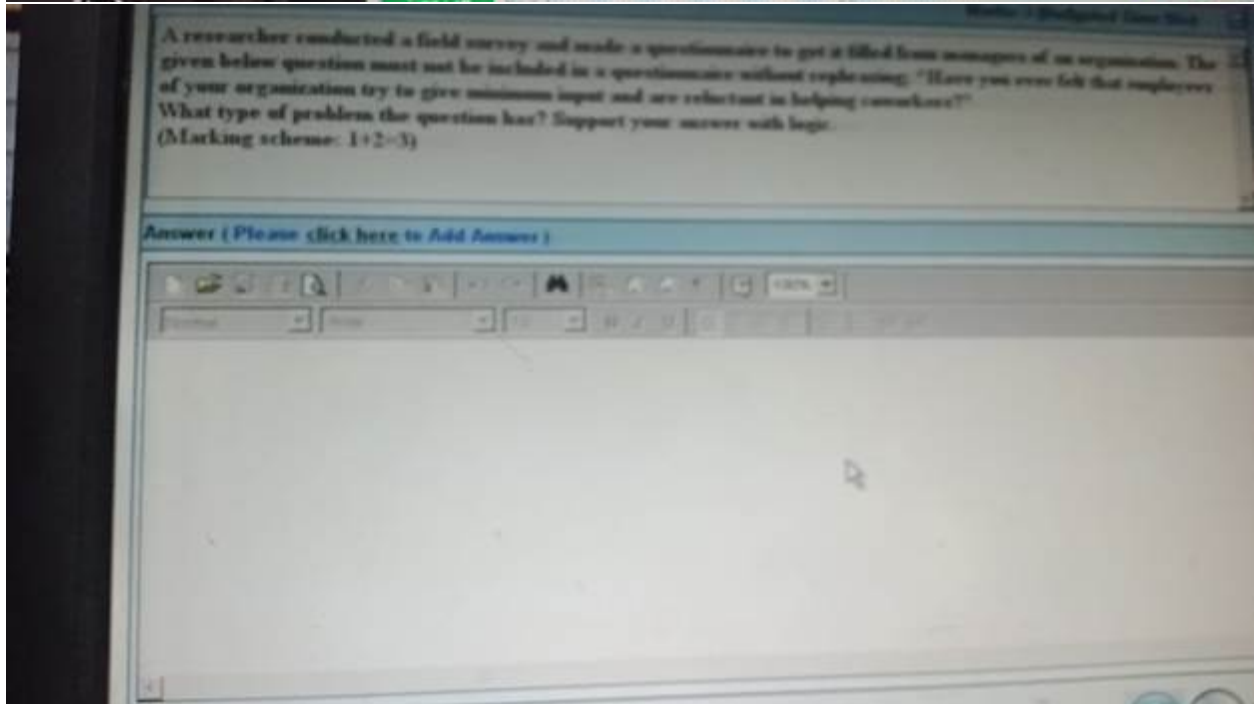 A researcher conducted a field survey and made a questionnaire to get it filled from managers of an organization. The
given below question must not be included in a questionnaire without rephrasing; "Have you ever felt that employees
of your organization try to give minimum input and are reluctant in helping coworkers?"
What type of problem the question has? Support your answer with logic.
(Marking scheme: 1+2=3)
Answer ( Please click here to Add Answer )
Normal